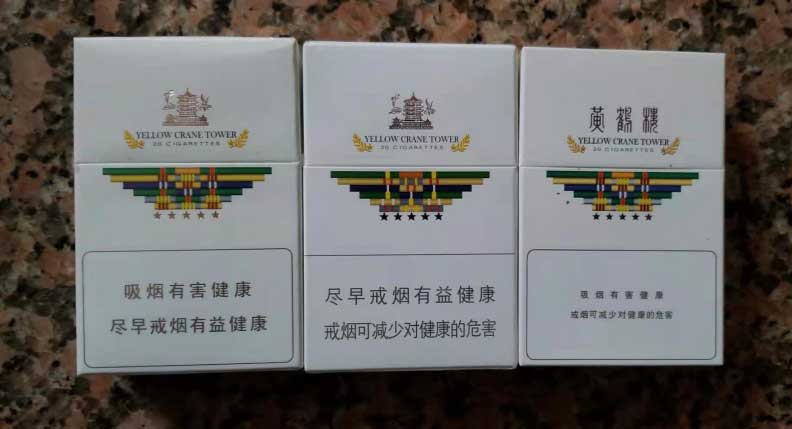 YELLOW CRANE TOWER
20 CIGARETTES
吸烟有害健康
尽早戒烟有益健康
YELLOW CRANE TOWER
20 CIGARETTES
尽早戒烟有益健康
戒烟可减少对健康的危害
黄鹤楼
YELLOW CRANE TOWER
20 CIGARETTES
吸烟有害健康
戒烟可减少对健康的危害